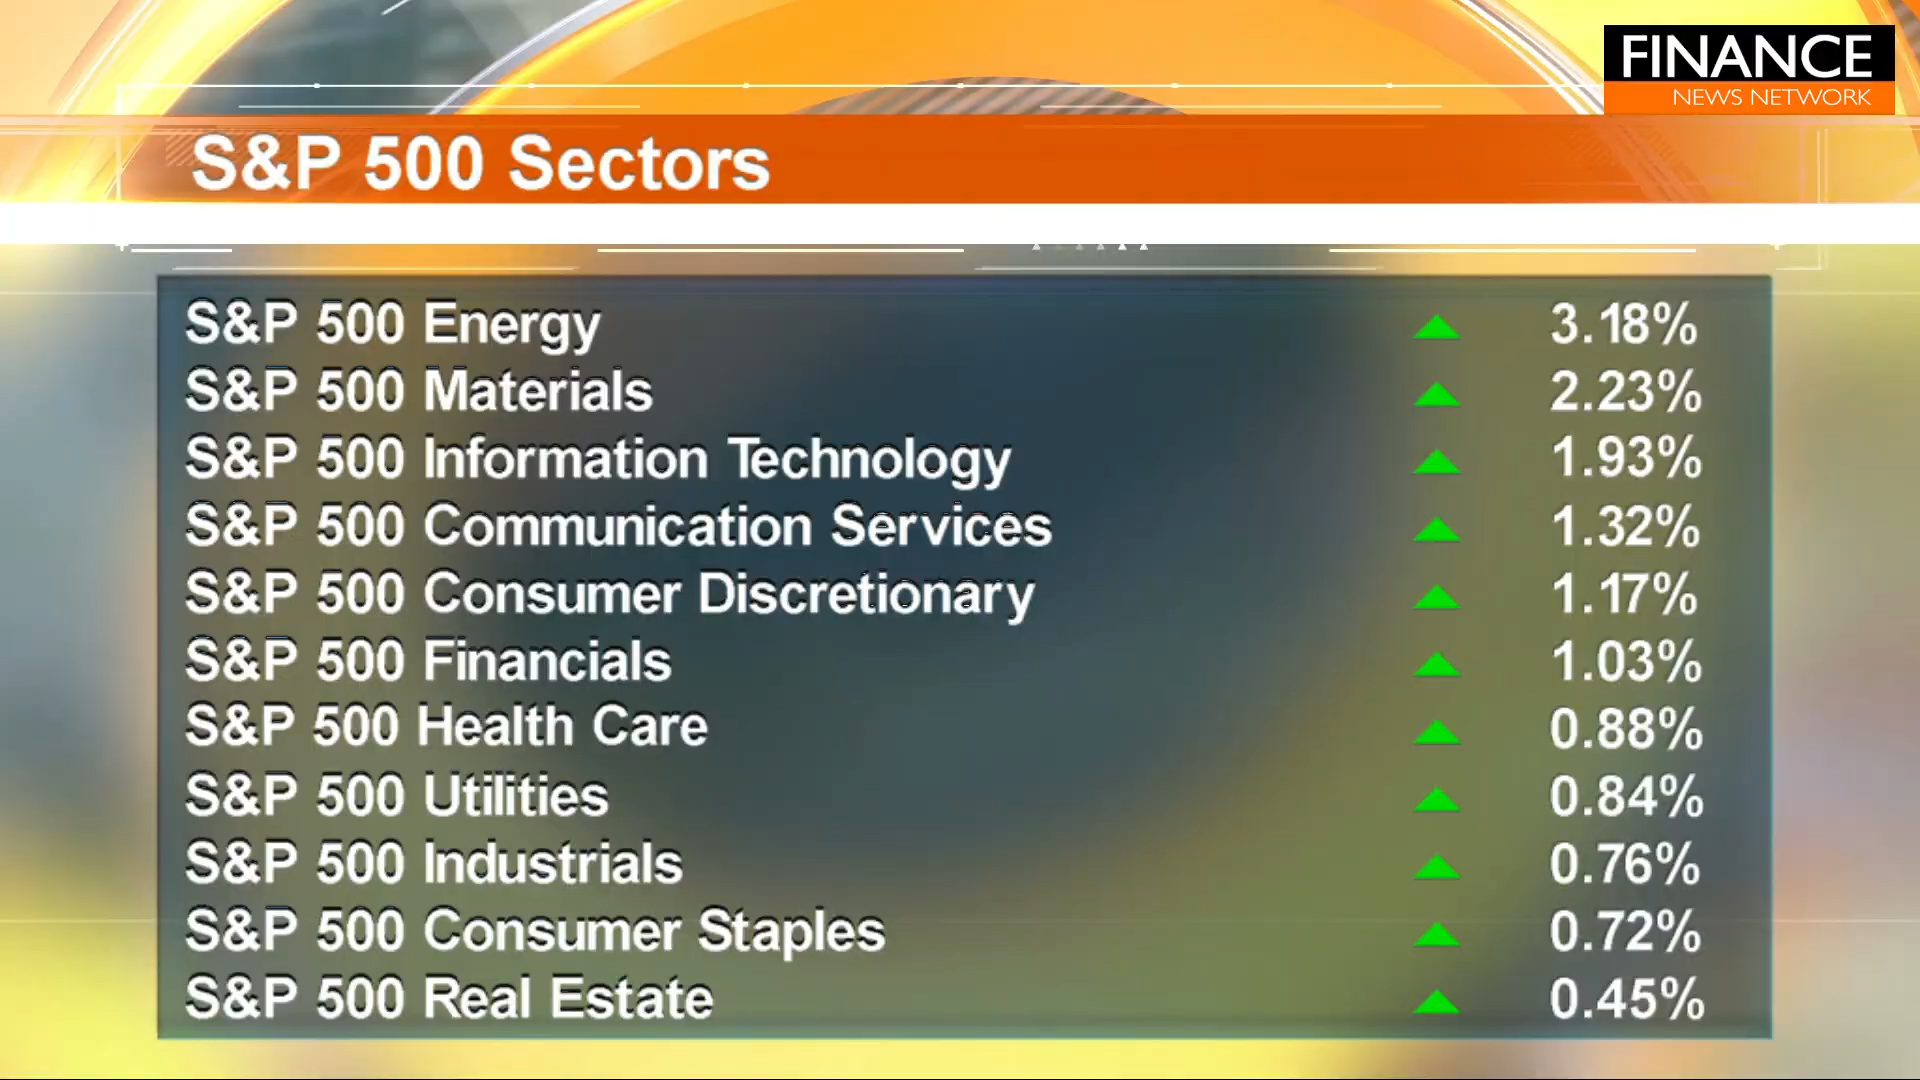 FINANCE
NEWS NETWORK
S&P 500 Sectors
S&P 500 Energy ▲ 3.18%
S&P 500 Materials ▲ 2.23%
S&P 500 Information Technology ▲ 1.93%
S&P 500 Communication Services ▲ 1.32%
S&P 500 Consumer Discretionary ▲ 1.17%
S&P 500 Financials ▲ 1.03%
S&P 500 Health Care ▲ 0.88%
S&P 500 Utilities ▲ 0.84%
S&P 500 Industrials ▲ 0.76%
S&P 500 Consumer Staples ▲ 0.72%
S&P 500 Real Estate ▲ 0.45%